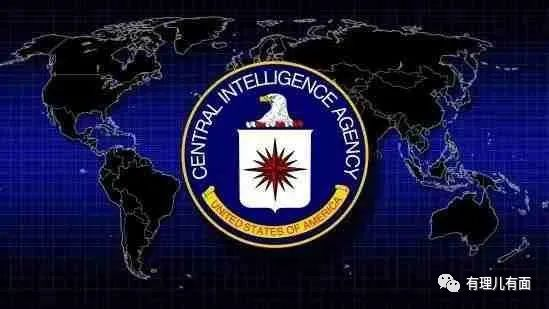 CENTRAL INTELLIGENCE AGENCY
UNITED STATES OF AMERICA
有理儿有面